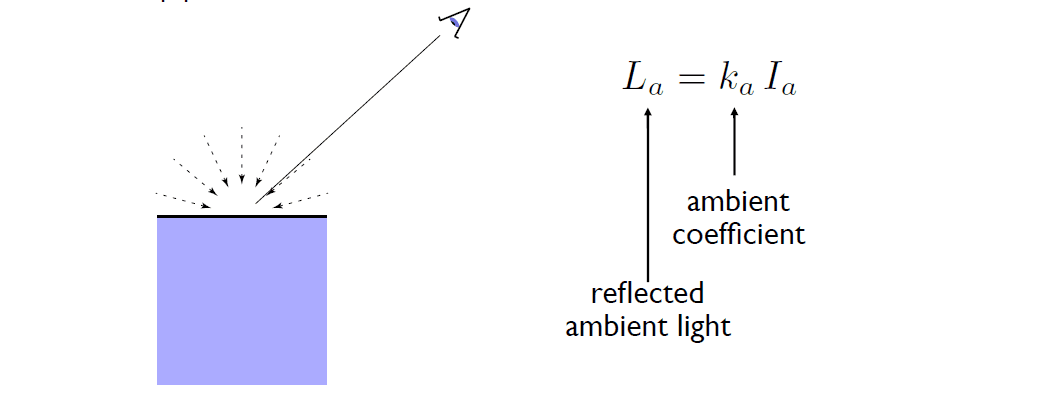 L_a = k_a I_a
ambient
coefficient
reflected
ambient light